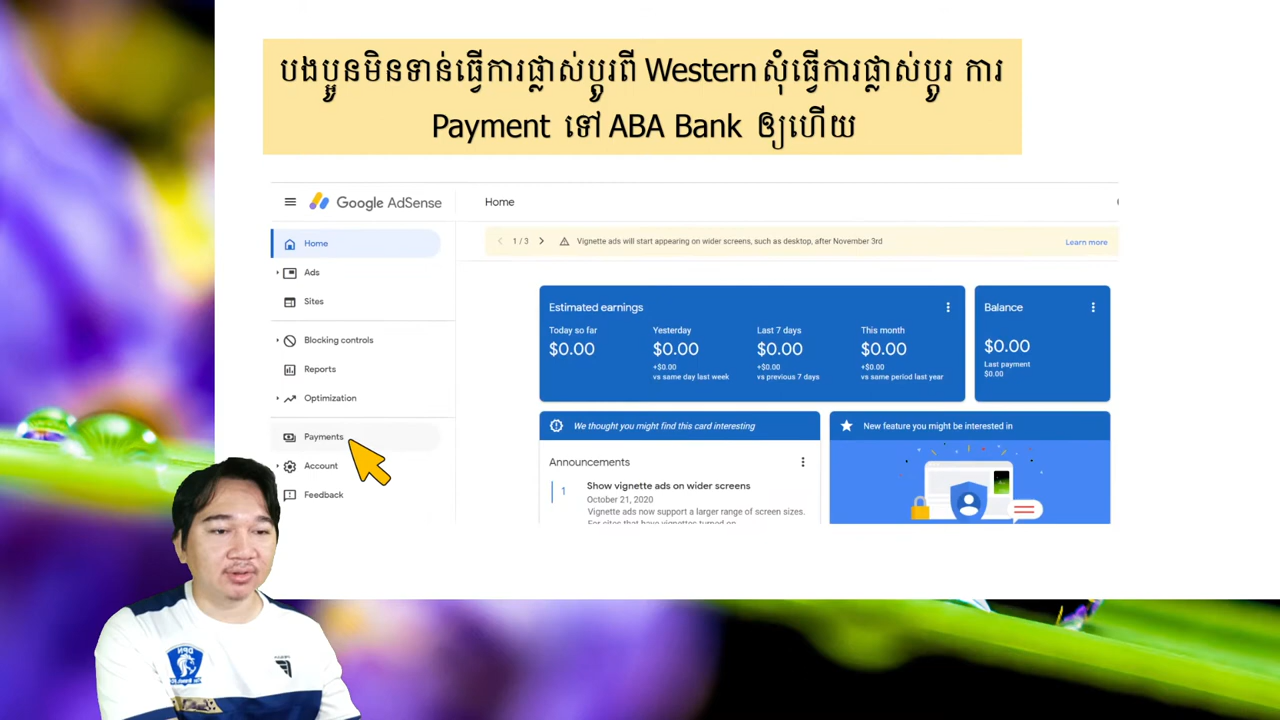 បងប្អូនមិនទាន់ធ្វើការផ្លាស់ប្តូរពី Western សុំធ្វើការផ្លាស់ប្តូរ ការ
Payment ទៅ ABA Bank ឲ្យហើយ
Google AdSense
Home
Home
Ads
Sites
Blocking controls
Reports
Optimization
Payments
Account
Feedback
1 / 3
Vignette ads will start appearing on wider screens, such as desktop, after November 3rd
Learn more
Estimated earnings
Today so far
Yesterday
Last 7 days
This month
$0.00
$0.00
$0.00
$0.00
+$0.00
+$0.00
+$0.00
vs same day last week
vs previous 7 days
vs same period last year
Balance
$0.00
Last payment
$0.00
We thought you might find this card interesting
Announcements
1
Show vignette ads on wider screens
October 21, 2020
Vignette ads now support a larger range of screen sizes.
For sites that have vignettes turned on
New feature you might be interested in